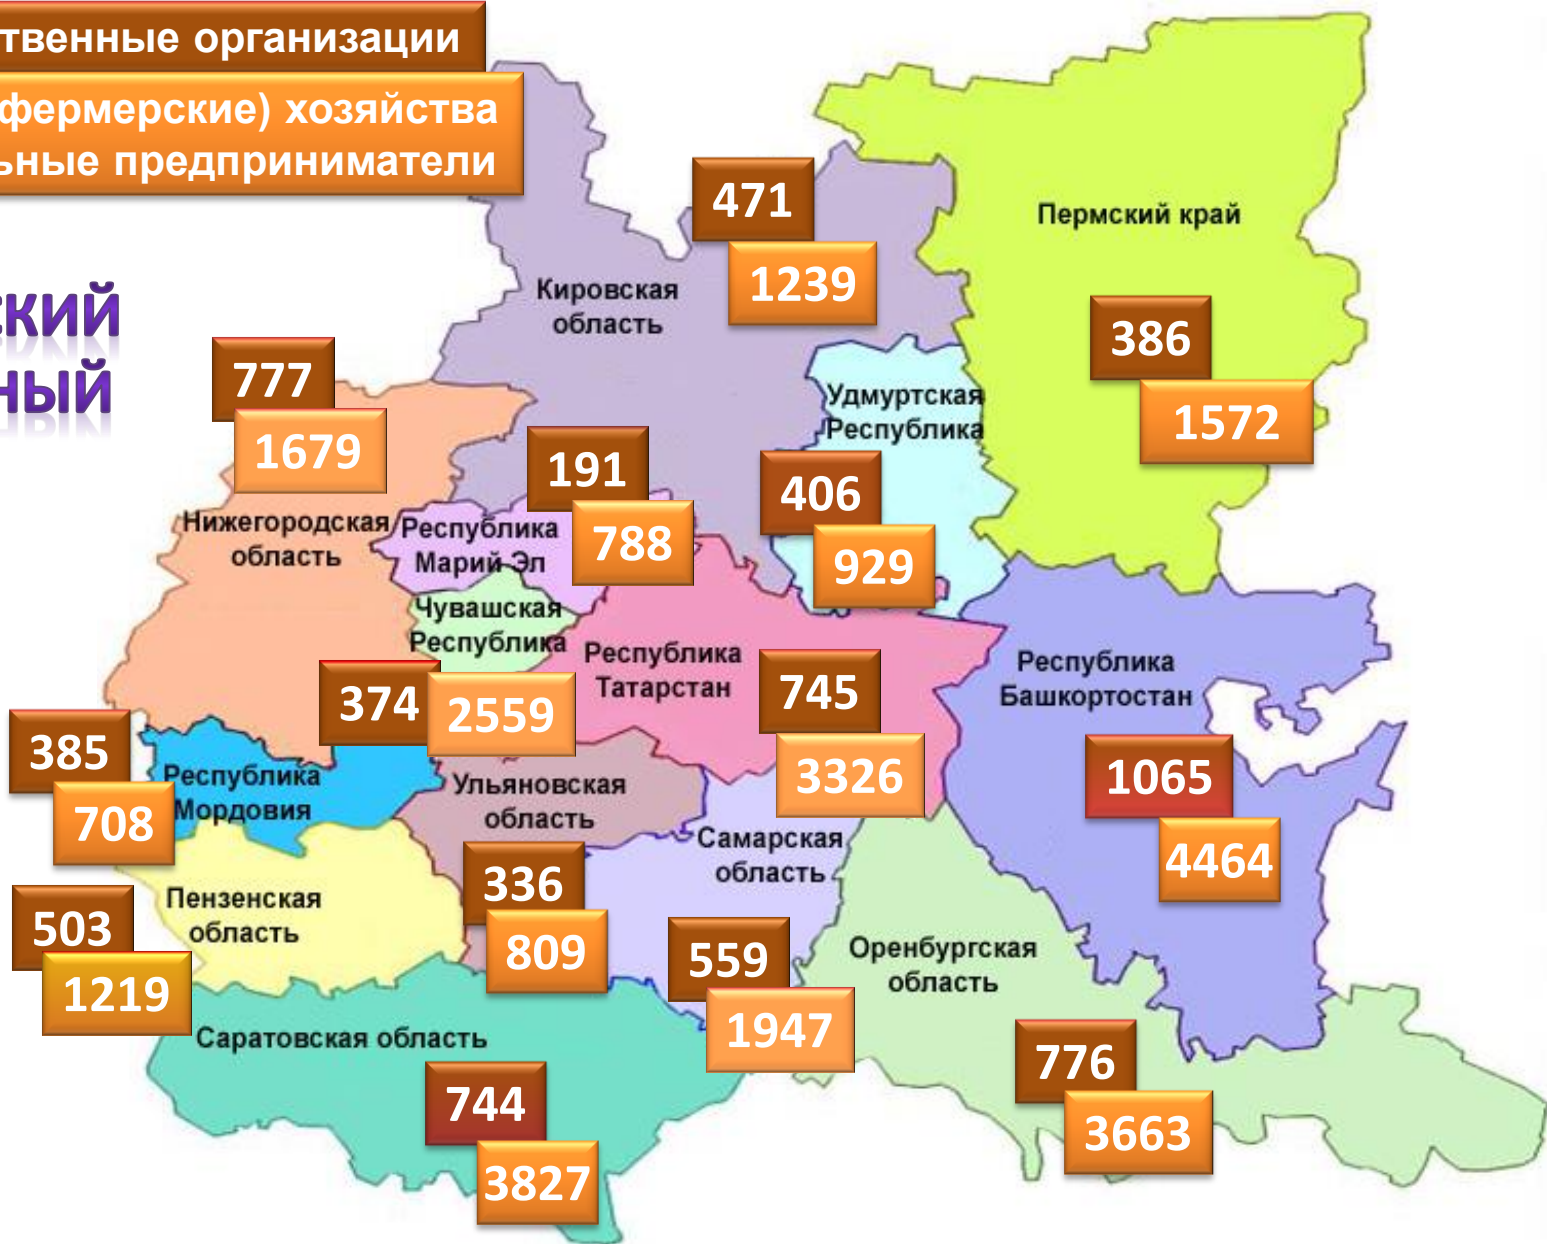 твенные организации
фермерские) хозяйства
ьные предприниматели
ский
ный
471
1239
Пермский край
386
1572
Кировская
область
777
1679
Удмуртская
Республика
406
929
191
788
Нижегородская
область
Республика
Марий Эл
Чувашская
Республика
374
2559
Республика
Татарстан
745
3326
Республика
Башкортостан
1065
4464
385
708
Республика
Мордовия
Ульяновская
область
336
809
Самарская
область
559
1947
503
1219
Пензенская
область
Оренбургская
область
776
3663
Саратовская область
744
3827